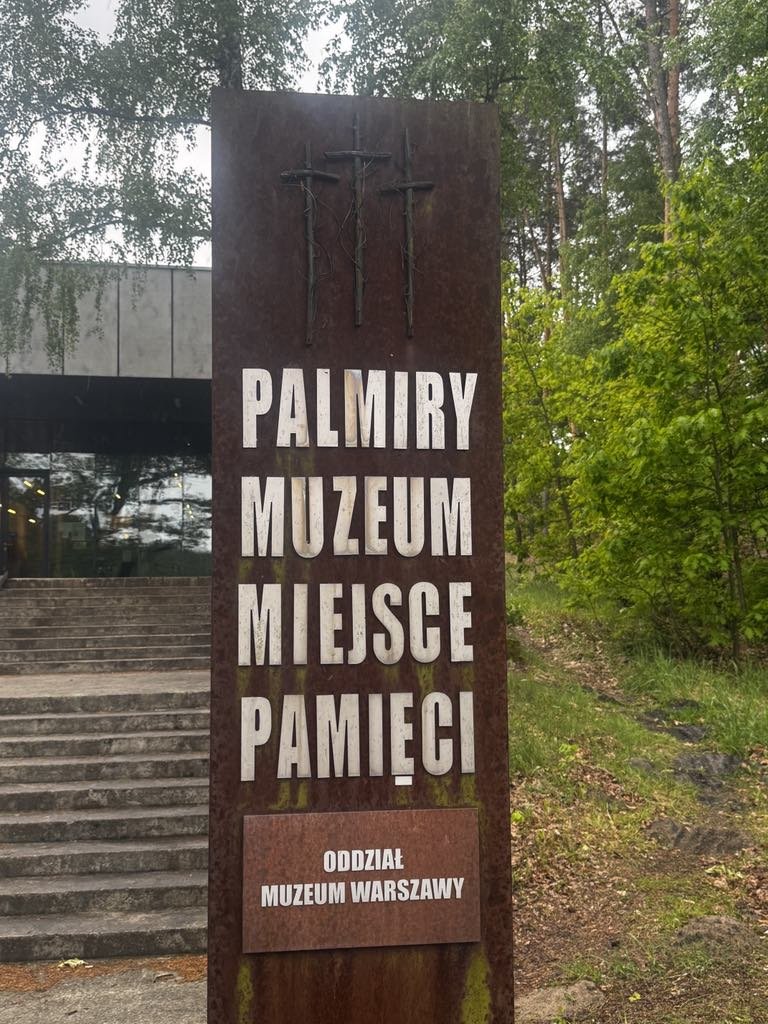 PALMIRY
MUZEUM
MIEJSCE
PAMIĘCI
ODDZIAŁ
MUZEUM WARSZAWY